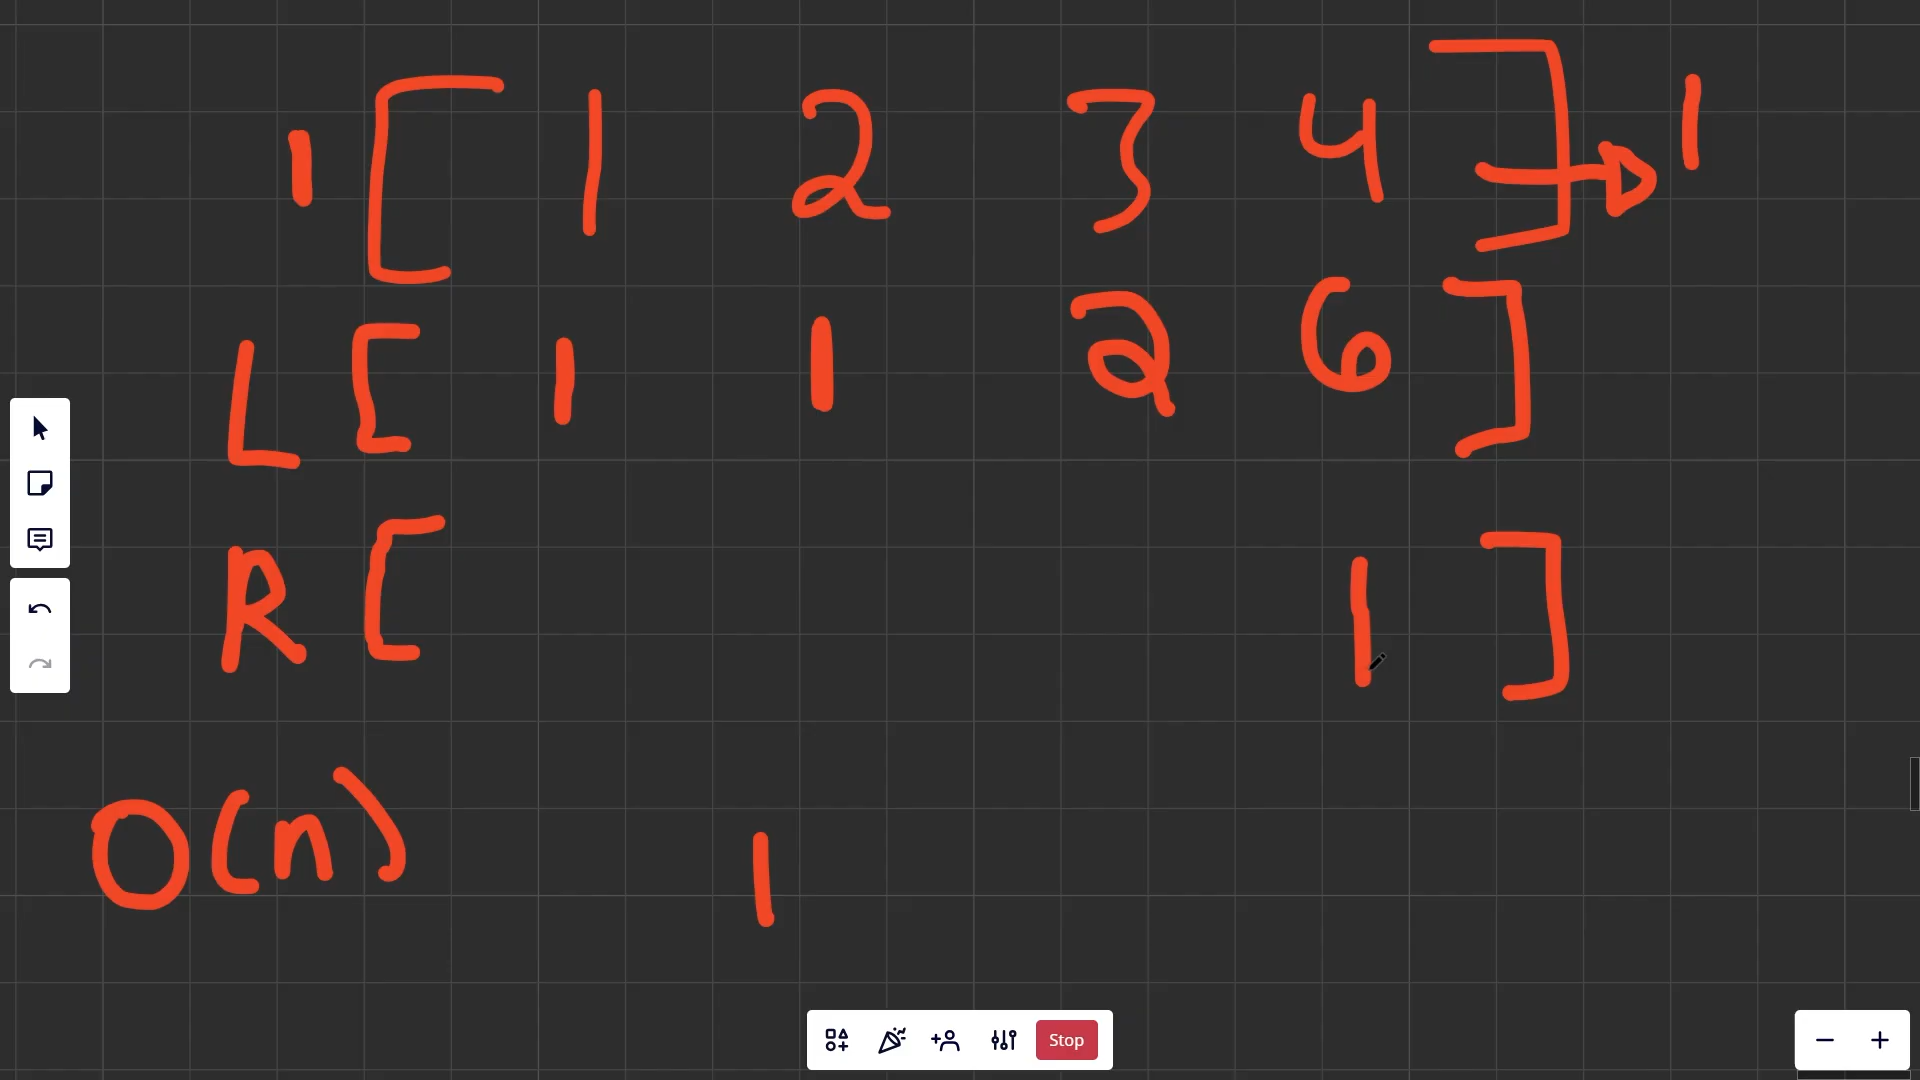 1 [ 1 2 3 4 ] 1
L [ 1 1 2 6 ]
R [ 1 ]
O(n) 1
Stop